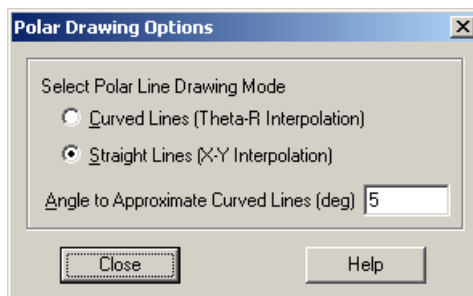 Polar Drawing Options
Select Polar Line Drawing Mode
Curved Lines (Theta-R Interpolation)
Straight Lines (X-Y Interpolation)
Angle to Approximate Curved Lines (deg) 5
Close Help